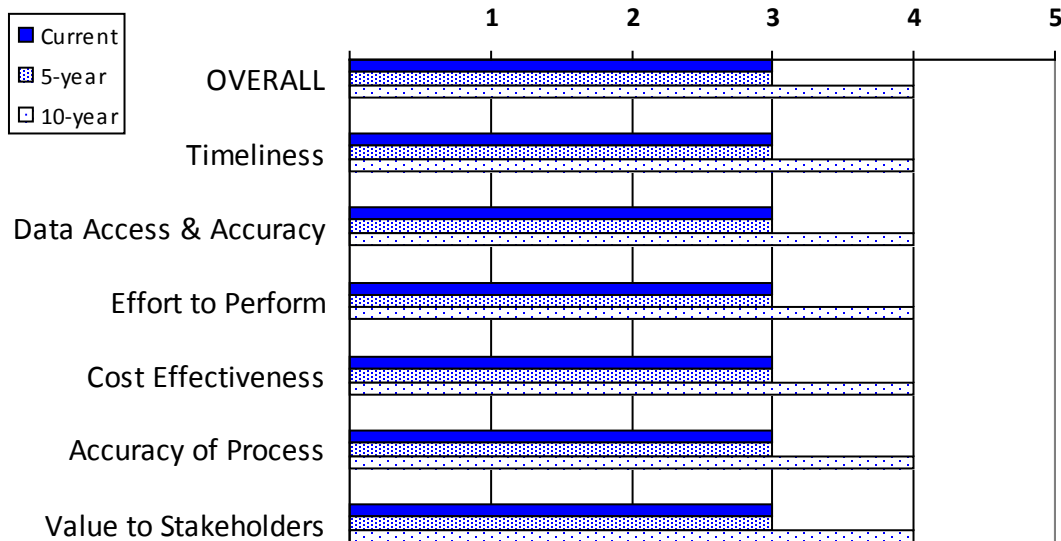 1 2 3 4 5
Current
5-year
10-year
OVERALL
Timeliness
Data Access & Accuracy
Effort to Perform
Cost Effectiveness
Accuracy of Process
Value to Stakeholders